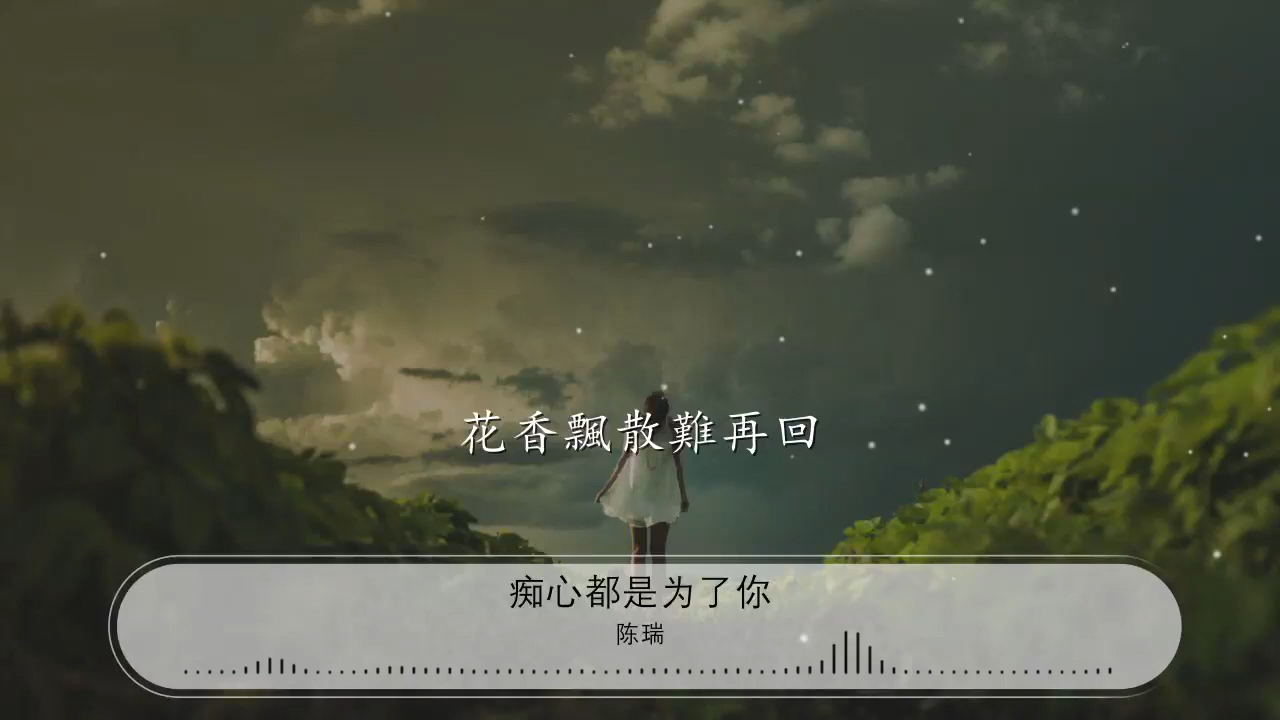 花香飄散難再回
痴心都是为了你
陈瑞